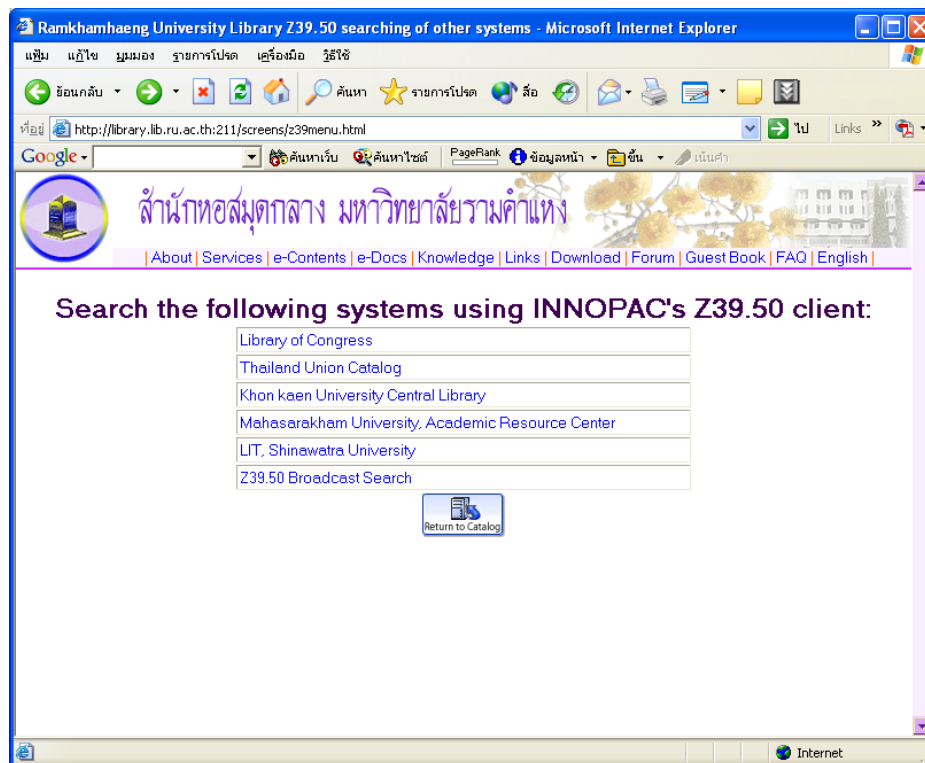 Ramkhamhaeng University Library Z39.50 searching of other systems - Microsoft Internet Explorer
แฟ้ม แก้ไข มุมมอง รายการโปรด เครื่องมือ วิธีใช้
ย้อนกลับ ค้นหา รายการโปรด สื่อ
ที่อยู่ http://library.lib.ru.ac.th:211/screens/z39menu.html ไป Links »
Google ค้นหาเว็บ ค้นหาไซต์ PageRank ข้อมูลหน้า ขึ้น เน้นคำ
สำนักหอสมุดกลาง มหาวิทยาลัยรามคำแหง
| About | Services | e-Contents | e-Docs | Knowledge | Links | Download | Forum | Guest Book | FAQ | English |
Search the following systems using INNOPAC's Z39.50 client:
Library of Congress
Thailand Union Catalog
Khon kaen University Central Library
Mahasarakham University, Academic Resource Center
LIT, Shinawatra University
Z39.50 Broadcast Search
Return to Catalog
Internet